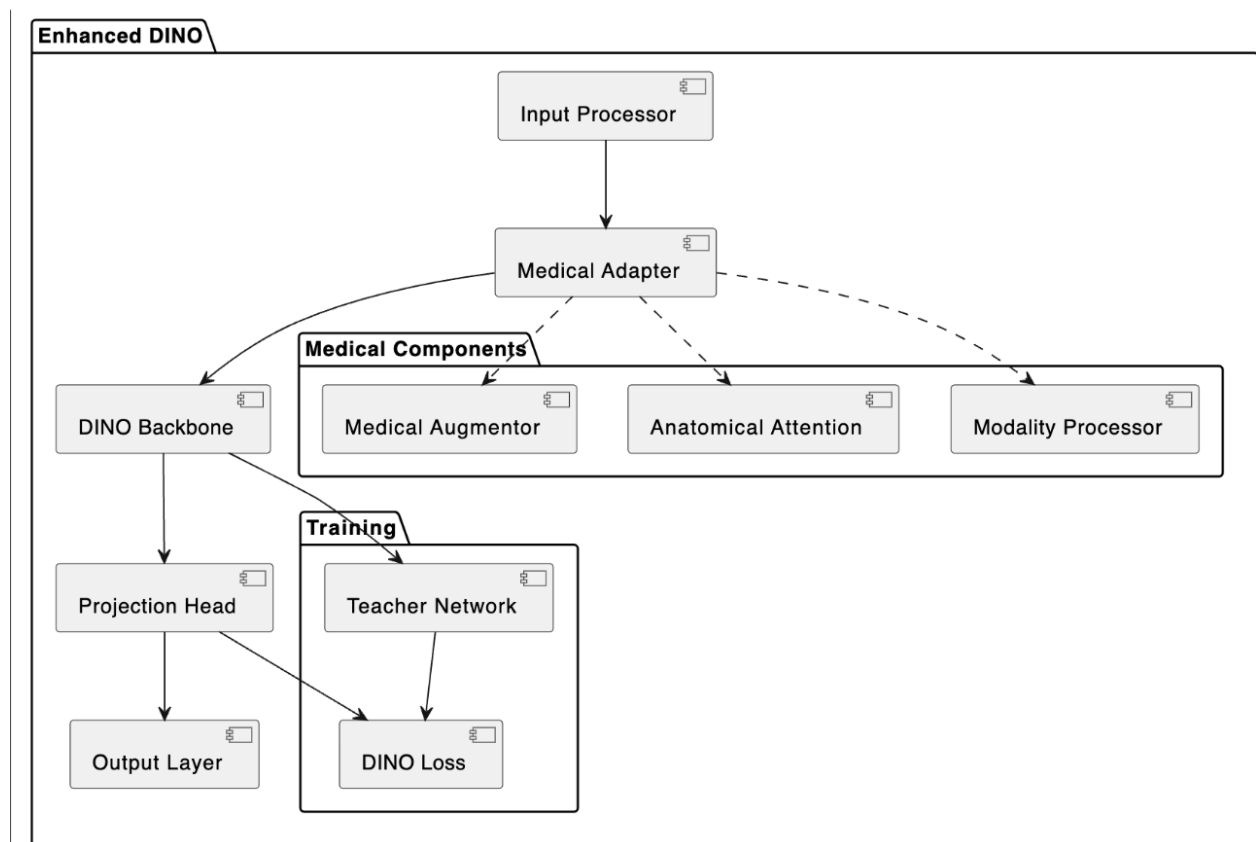 Enhanced DINO
Input Processor
Medical Adapter
Medical Components
DINO Backbone
Medical Augmentor
Anatomical Attention
Modality Processor
Training
Projection Head
Teacher Network
Output Layer
DINO Loss